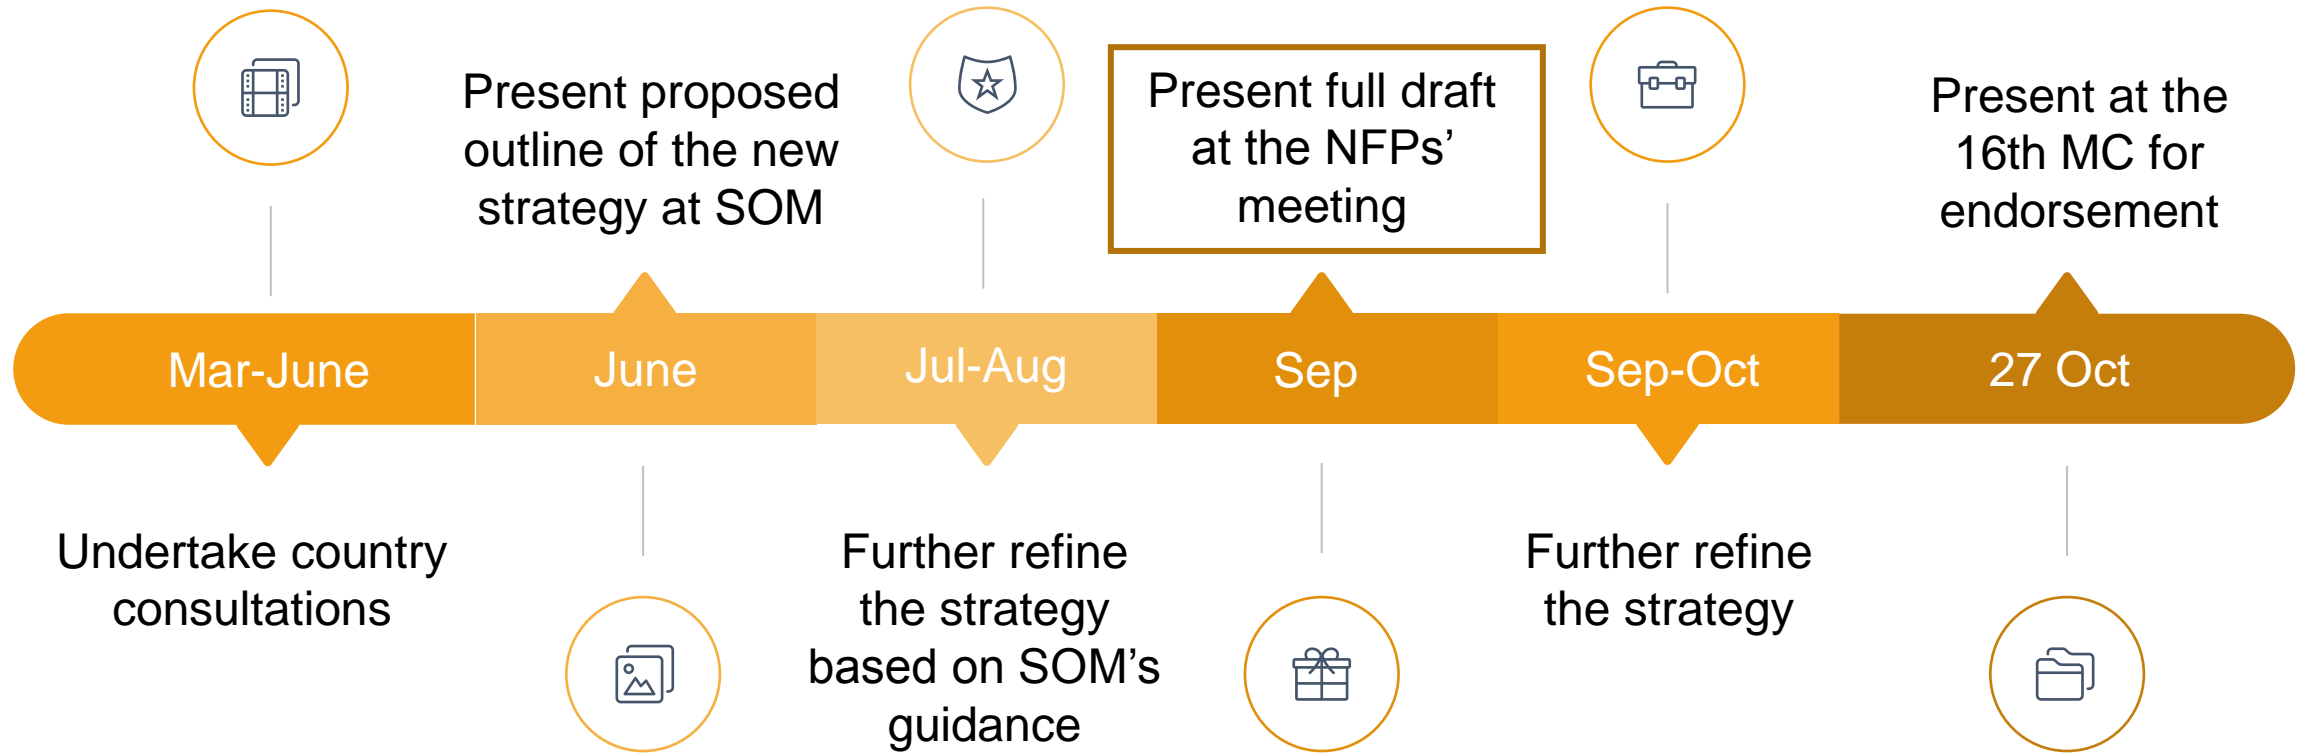 Present proposed
outline of the new
strategy at SOM
Present full draft
at the NFPs’
meeting
Present at the
16th MC for
endorsement
Mar-June
June
Jul-Aug
Sep
Sep-Oct
27 Oct
Undertake country
consultations
Further refine
the strategy
based on SOM’s
guidance
Further refine
the strategy